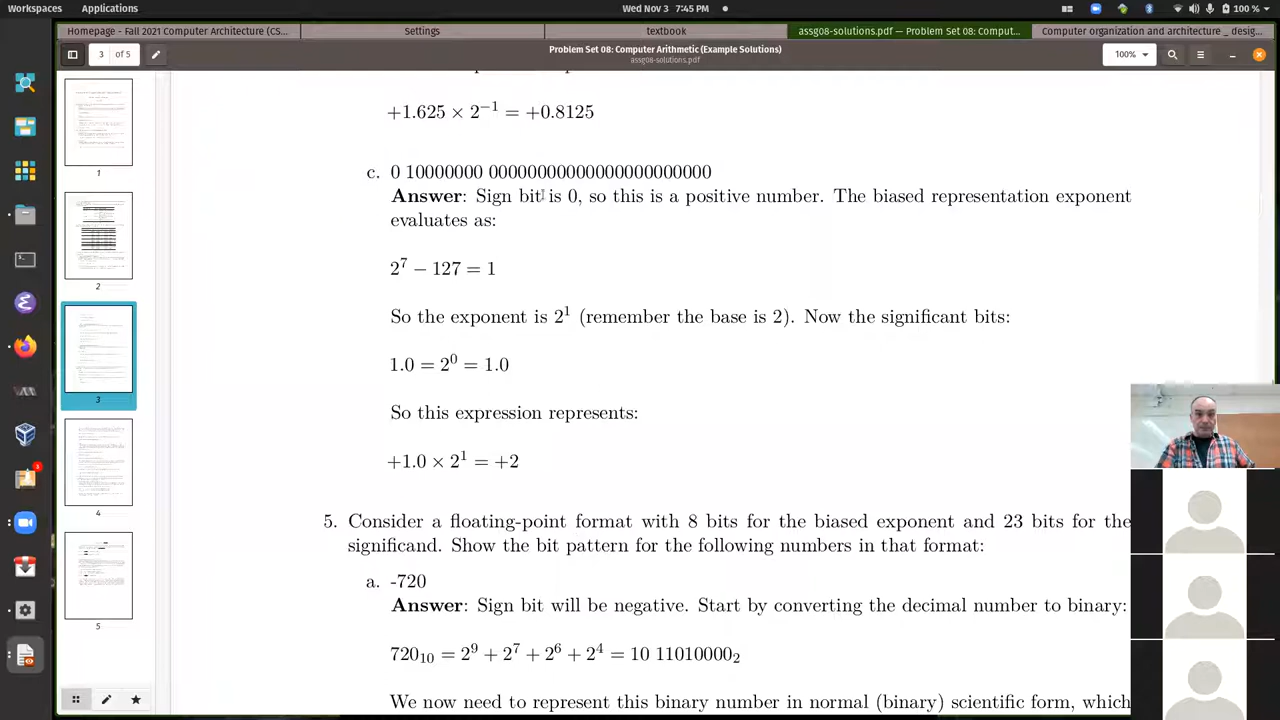 Workspaces Applications Wed Nov 3 7:45 PM 100 %
Homepage - Fall 2021 Computer Architecture (CS... settings textbook assg08-solutions.pdf — Problem Set 08: Comput... Computer organization and architecture _ desig...
3 of 5 Problem Set 08: Computer Arithmetic (Example Solutions) 100%
assg08-solutions.pdf
+1.625 × 2−1 = +0.8125
1
c. 0 10000000 00000000000000000000000
Answer: Sign bit is 0, so this is a positive number. The biased representation exponent
evaluates as:
2
2⁷ − 127 = 1
So the exponent is 2¹ (remember the base is 2). Now the significant bits:
1.0 = 2⁰ = 1.0
3
So this expression represents:
+1.0 × 2¹ = +2
4
5. Consider a floating-point format with 8 bits for the biased exponent and 23 bits for the
significand. Show the bit pattern for the following numbers in that format:
a. -720
Answer: Sign bit will be negative. Start by converting the decimal number to binary:
5
720₁₀ = 2⁹ + 2⁷ + 2⁶ + 2⁴ = 10 11010000₂
We now need to represent this binary number in normal (binary) scientific form, which